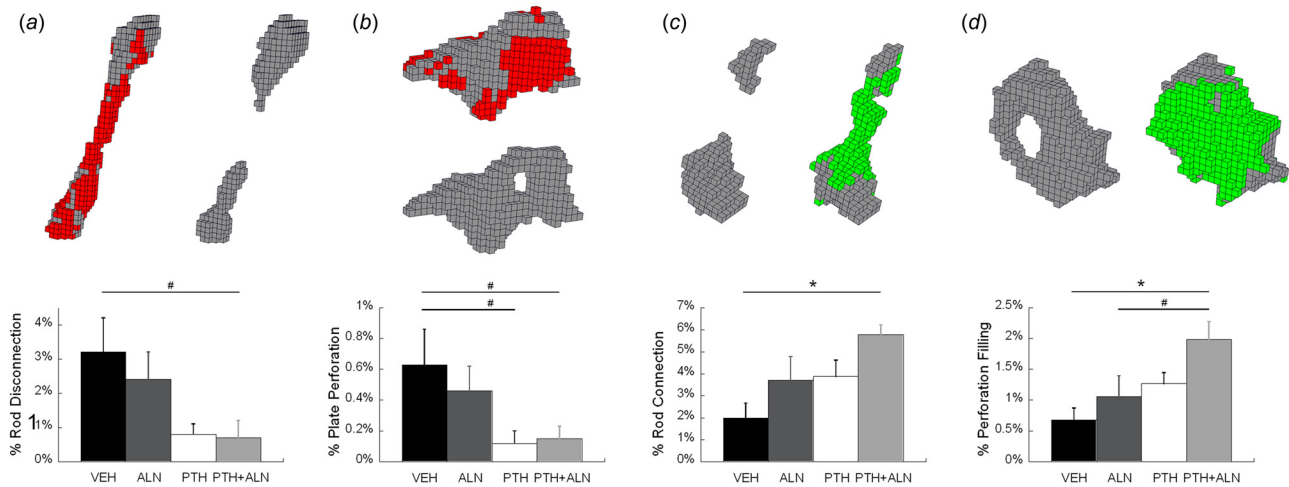 (a)
(b)
(c)
(d)
#
% Rod Disconnection
4%
3%
2%
1%
0%
VEH ALN PTH PTH+ALN
#
#
% Plate Perforation
1%
0.8%
0.6%
0.4%
0.2%
0%
VEH ALN PTH PTH+ALN
*
% Rod Connection
7%
6%
5%
4%
3%
2%
1%
0%
VEH ALN PTH PTH+ALN
*
#
% Perforation Filling
2.5%
2%
1.5%
1%
0.5%
0%
VEH ALN PTH PTH+ALN